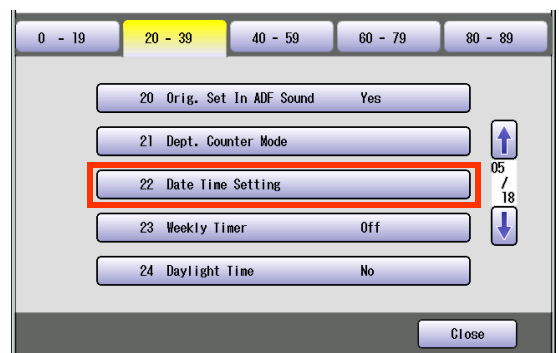 0 - 19 20 - 39 40 - 59 60 - 79 80 - 89
20 Orig. Set In ADF Sound Yes
21 Dept. Counter Mode
22 Date Time Setting
05
/
18
23 Weekly Timer Off
24 Daylight Time No
Close